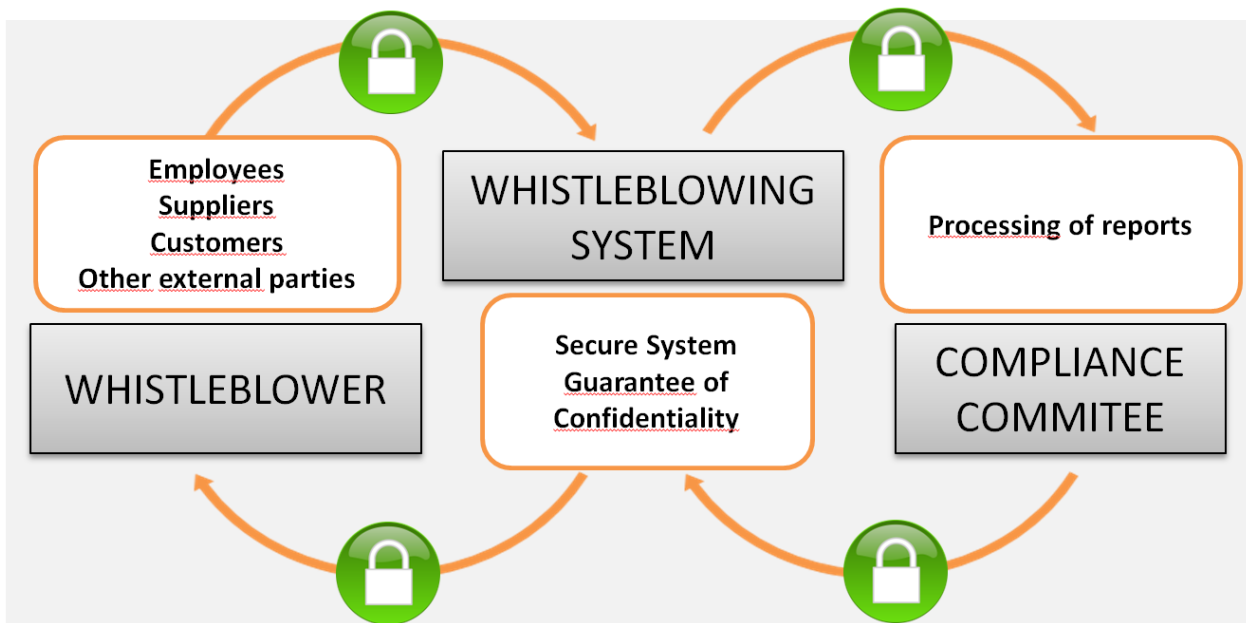 Employees
Suppliers
Customers
Other external parties
WHISTLEBLOWER
WHISTLEBLOWING
SYSTEM
Secure System
Guarantee of
Confidentiality
Processing of reports
COMPLIANCE
COMMITEE